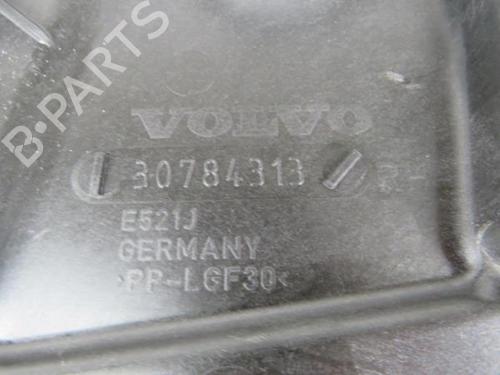 B-PARTS
VOLVO
30784313
E521J
GERMANY
>PP-LGF30<